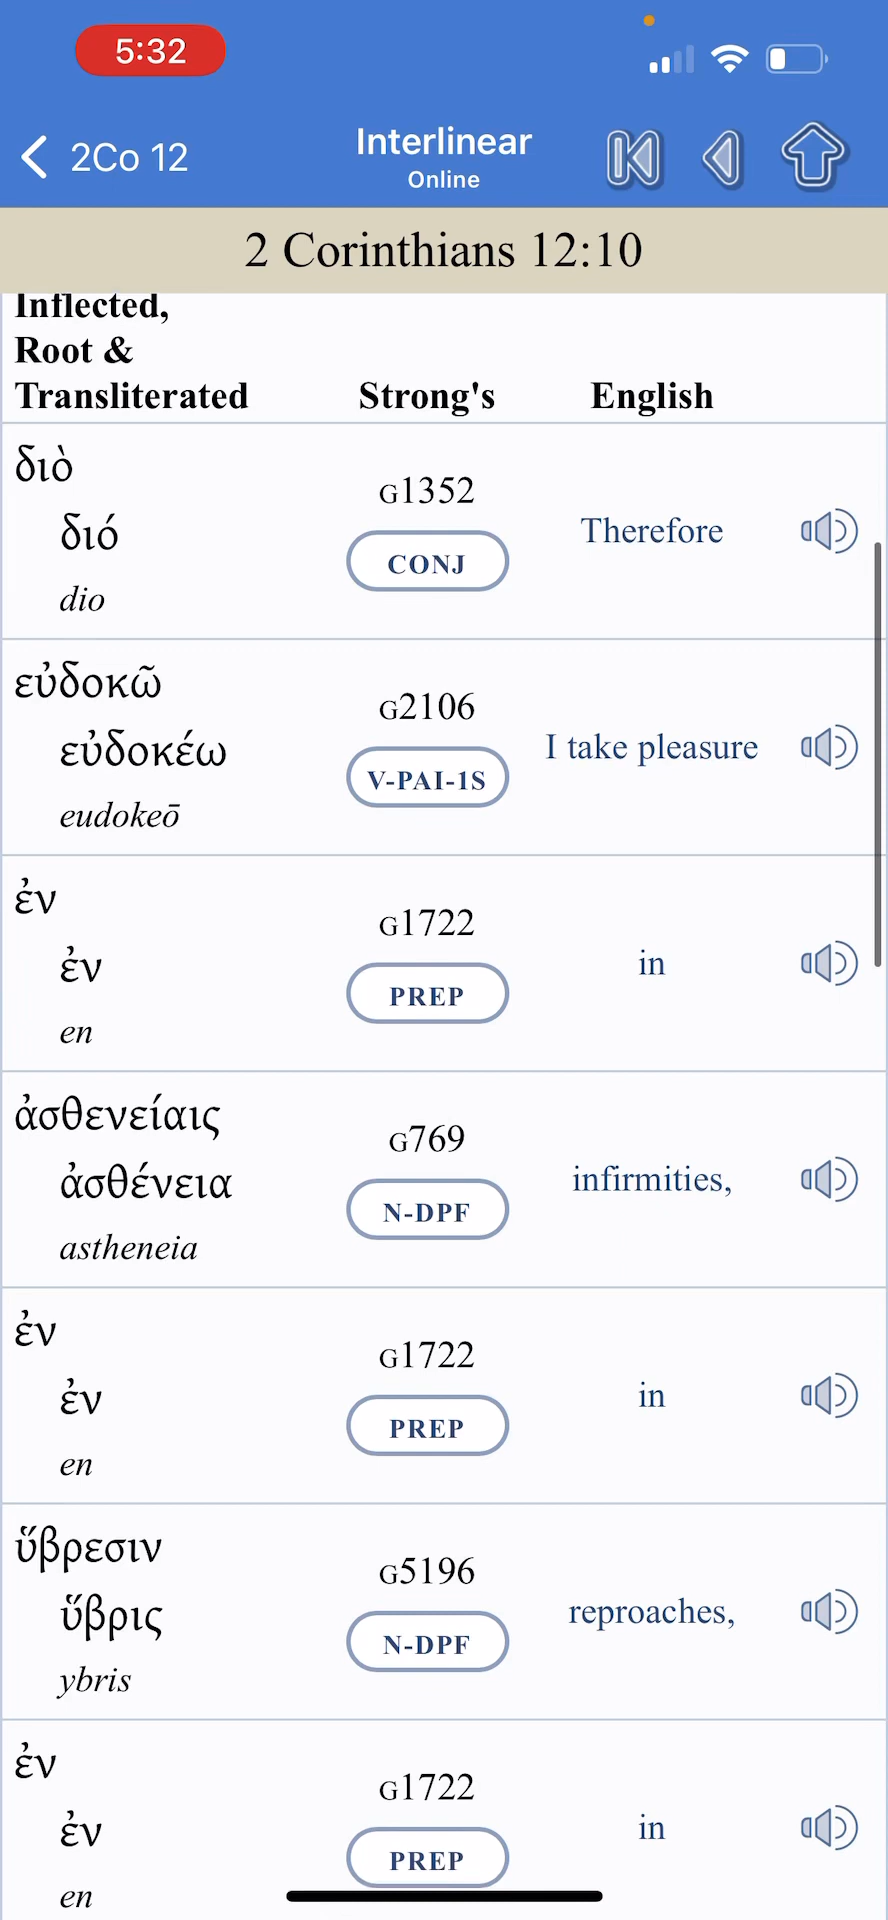 5:32
2Co 12
Interlinear
Online
2 Corinthians 12:10
Inflected,
Root &
Transliterated Strong's English
διὸ
διό
dio
G1352
CONJ
Therefore
εὐδοκῶ
εὐδοκέω
eudokeō
G2106
V-PAI-1S
I take pleasure
ἐν
ἐν
en
G1722
PREP
in
ἀσθενείαις
ἀσθένεια
astheneia
G769
N-DPF
infirmities,
ἐν
ἐν
en
G1722
PREP
in
ὕβρεσιν
ὕβρις
ybris
G5196
N-DPF
reproaches,
ἐν
ἐν
en
G1722
PREP
in